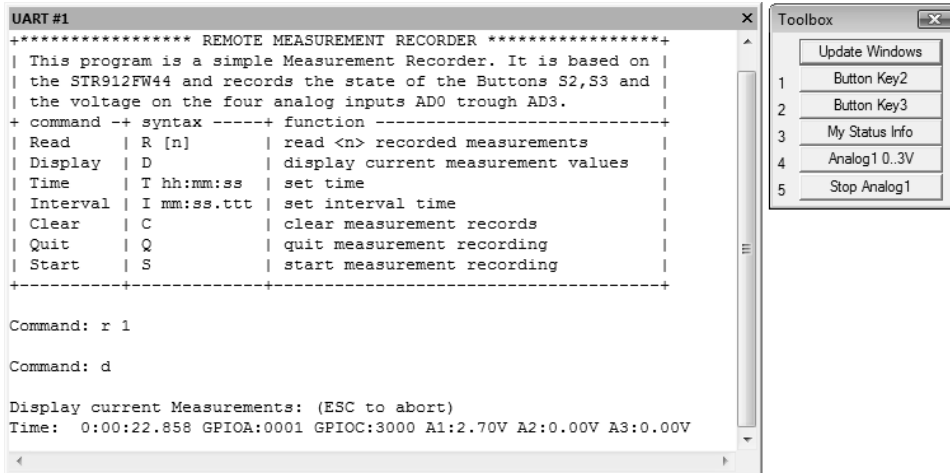 UART #1
+***************** REMOTE MEASUREMENT RECORDER *****************+
| This program is a simple Measurement Recorder. It is based on |
| the STR912FW44 and records the state of the Buttons S2,S3 and |
| the voltage on the four analog inputs AD0 trough AD3.         |
+ command -+ syntax ------+ function ----------------------------+
| Read     | R [n]       | read <n> recorded measurements        |
| Display  | D           | display current measurement values    |
| Time     | T hh:mm:ss  | set time                              |
| Interval | I mm:ss.ttt | set interval time                     |
| Clear    | C           | clear measurement records             |
| Quit     | Q           | quit measurement recording            |
| Start    | S           | start measurement recording           |
+----------+-------------+--------------------------------------+
Command: r 1
Command: d
Display current Measurements: (ESC to abort)
Time:  0:00:22.858 GPIOA:0001 GPIOC:3000 A1:2.70V A2:0.00V A3:0.00V
Toolbox
Update Windows
1 Button Key2
2 Button Key3
3 My Status Info
4 Analog1 0..3V
5 Stop Analog1